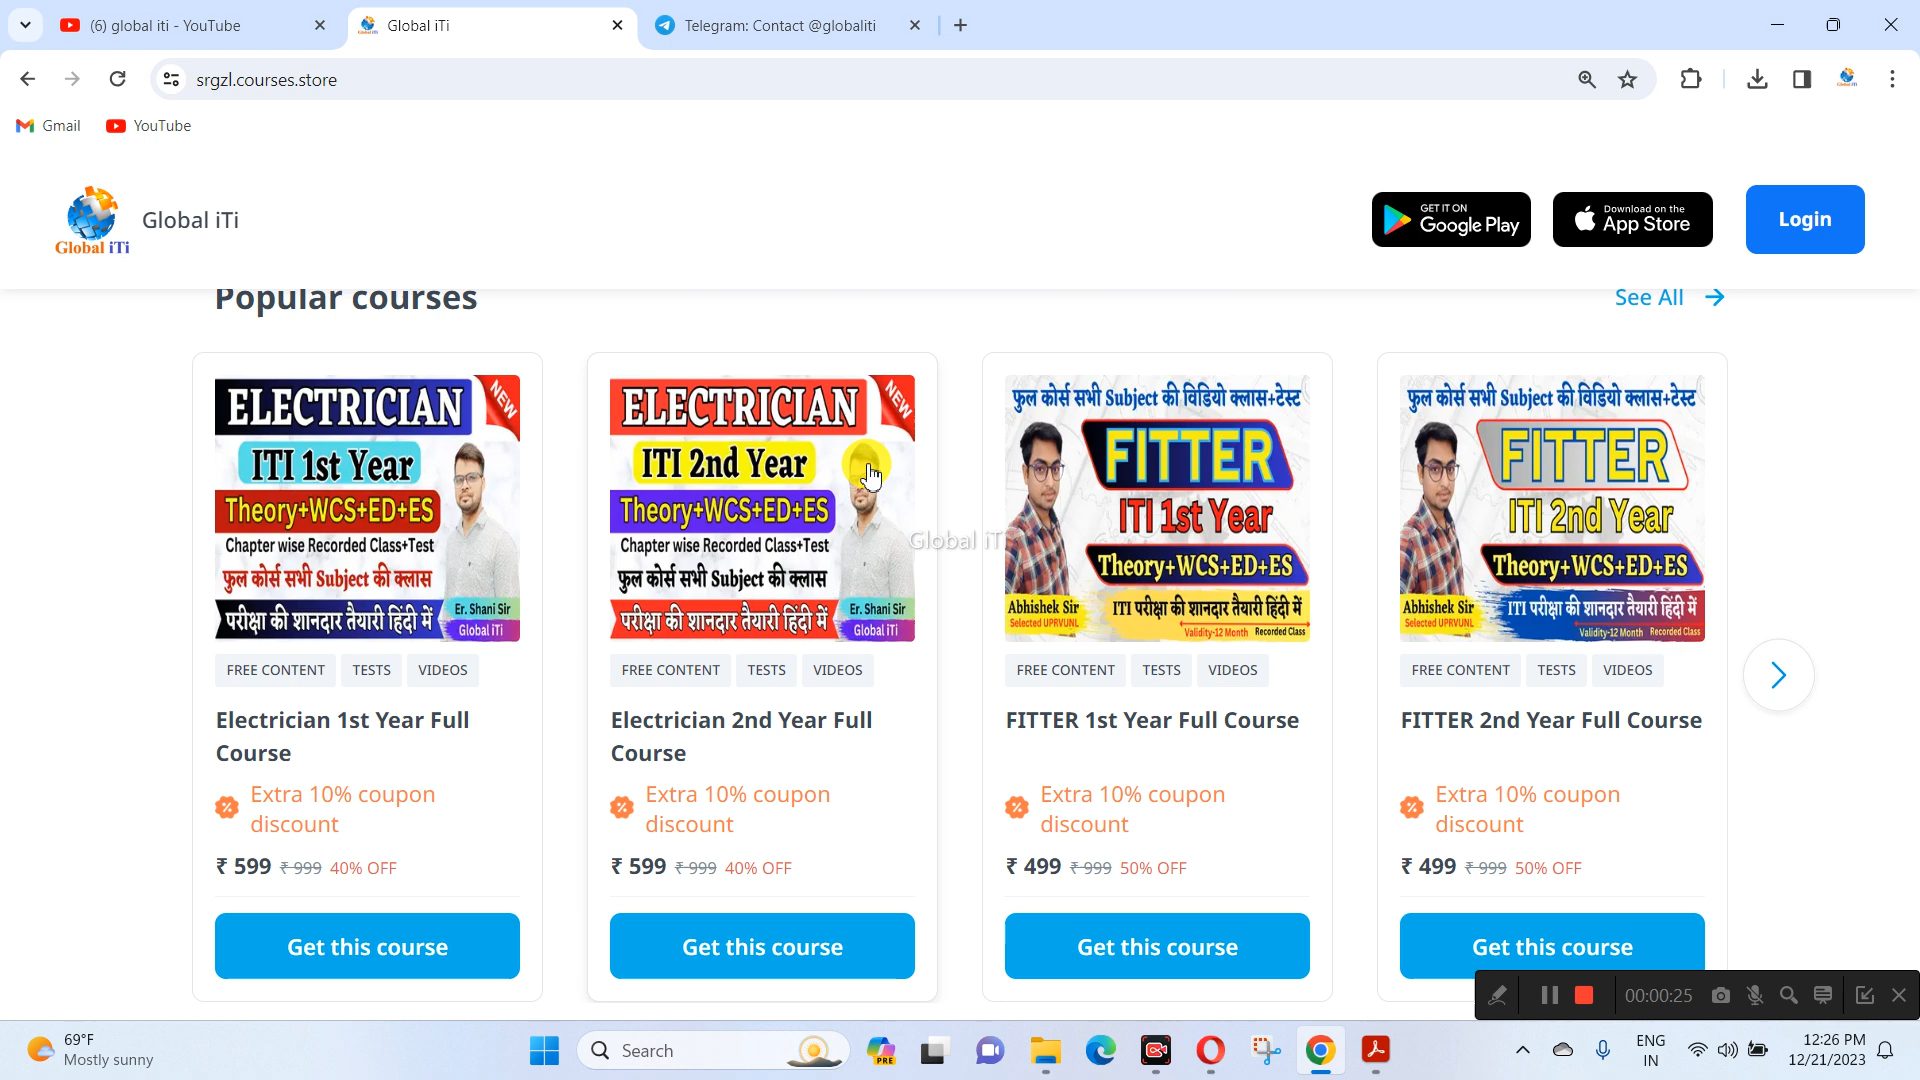 (6) global iti - YouTube
Global iTi
Telegram: Contact @globaliti
srgzl.courses.store
Gmail
YouTube
Global iTi
Global iTi
GET IT ON
Google Play
Download on the
App Store
Login
Popular courses
See All
ELECTRICIAN
NEW
ITI 1st Year
Theory+WCS+ED+ES
Chapter wise Recorded Class+Test
फुल कोर्स सभी Subject की क्लास
Er. Shani Sir
परीक्षा की शानदार तैयारी हिंदी में
Global iTi
FREE CONTENT
TESTS
VIDEOS
Electrician 1st Year Full
Course
Extra 10% coupon
discount
₹ 599 ₹ 999 40% OFF
Get this course
ELECTRICIAN
NEW
ITI 2nd Year
Theory+WCS+ED+ES
Chapter wise Recorded Class+Test
फुल कोर्स सभी Subject की क्लास
Er. Shani Sir
परीक्षा की शानदार तैयारी हिंदी में
Global iTi
FREE CONTENT
TESTS
VIDEOS
Electrician 2nd Year Full
Course
Extra 10% coupon
discount
₹ 599 ₹ 999 40% OFF
Get this course
Global iTi
फुल कोर्स सभी Subject की विडियो क्लास+टेस्ट
FITTER
ITI 1st Year
Theory+WCS+ED+ES
Abhishek Sir
Selected UPRVUNL
ITI परीक्षा की शानदार तैयारी हिंदी में
Validity-12 Month Recorded Class
FREE CONTENT
TESTS
VIDEOS
FITTER 1st Year Full Course
Extra 10% coupon
discount
₹ 499 ₹ 999 50% OFF
Get this course
फुल कोर्स सभी Subject की विडियो क्लास+टेस्ट
FITTER
ITI 2nd Year
Theory+WCS+ED+ES
Abhishek Sir
Selected UPRVUNL
ITI परीक्षा की शानदार तैयारी हिंदी में
Validity-12 Month Recorded Class
FREE CONTENT
TESTS
VIDEOS
FITTER 2nd Year Full Course
Extra 10% coupon
discount
₹ 499 ₹ 999 50% OFF
Get this course
00:00:25
69°F
Mostly sunny
Search
PRE
ENG
IN
12:26 PM
12/21/2023